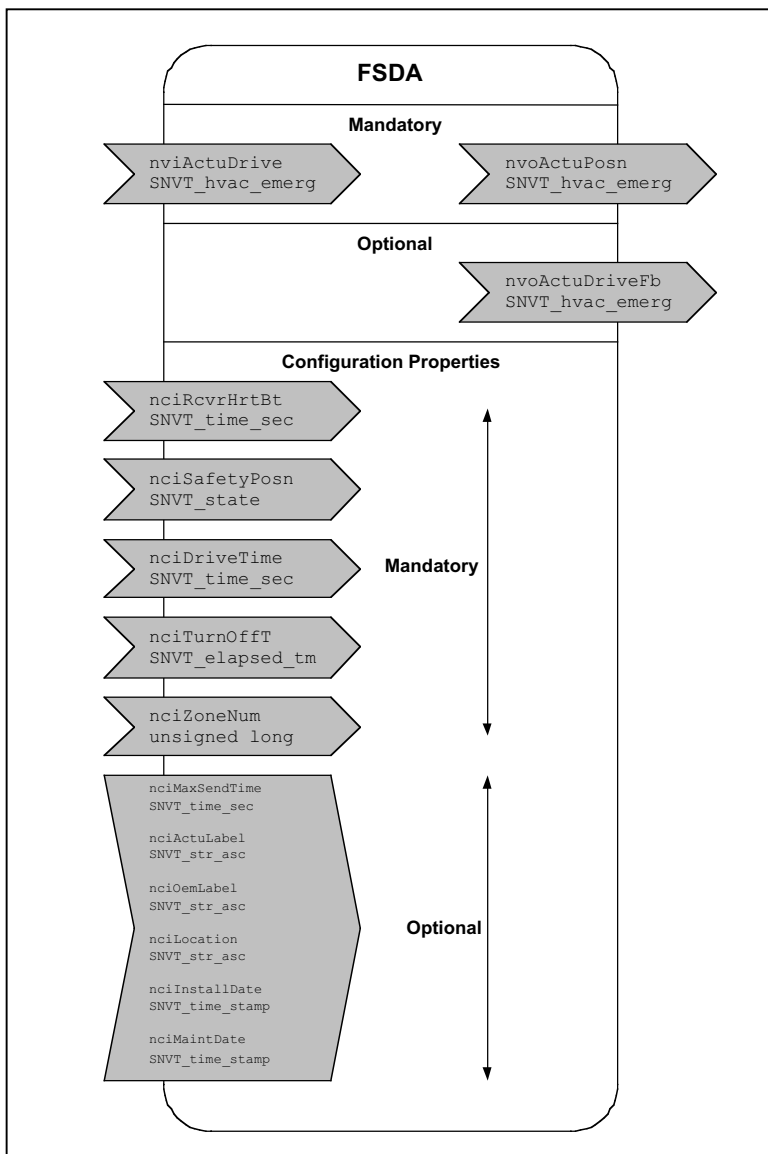 FSDA
Mandatory
nviActuDrive
SNVT_hvac_emerg
nvoActuPosn
SNVT_hvac_emerg
Optional
nvoActuDriveFb
SNVT_hvac_emerg
Configuration Properties
nciRcvrHrtBt
SNVT_time_sec
nciSafetyPosn
SNVT_state
nciDriveTime
SNVT_time_sec
Mandatory
nciTurnOffT
SNVT_elapsed_tm
nciZoneNum
unsigned long
nciMaxSendTime
SNVT_time_sec
nciActuLabel
SNVT_str_asc
nciOemLabel
SNVT_str_asc
Optional
nciLocation
SNVT_str_asc
nciInstallDate
SNVT_time_stamp
nciMaintDate
SNVT_time_stamp